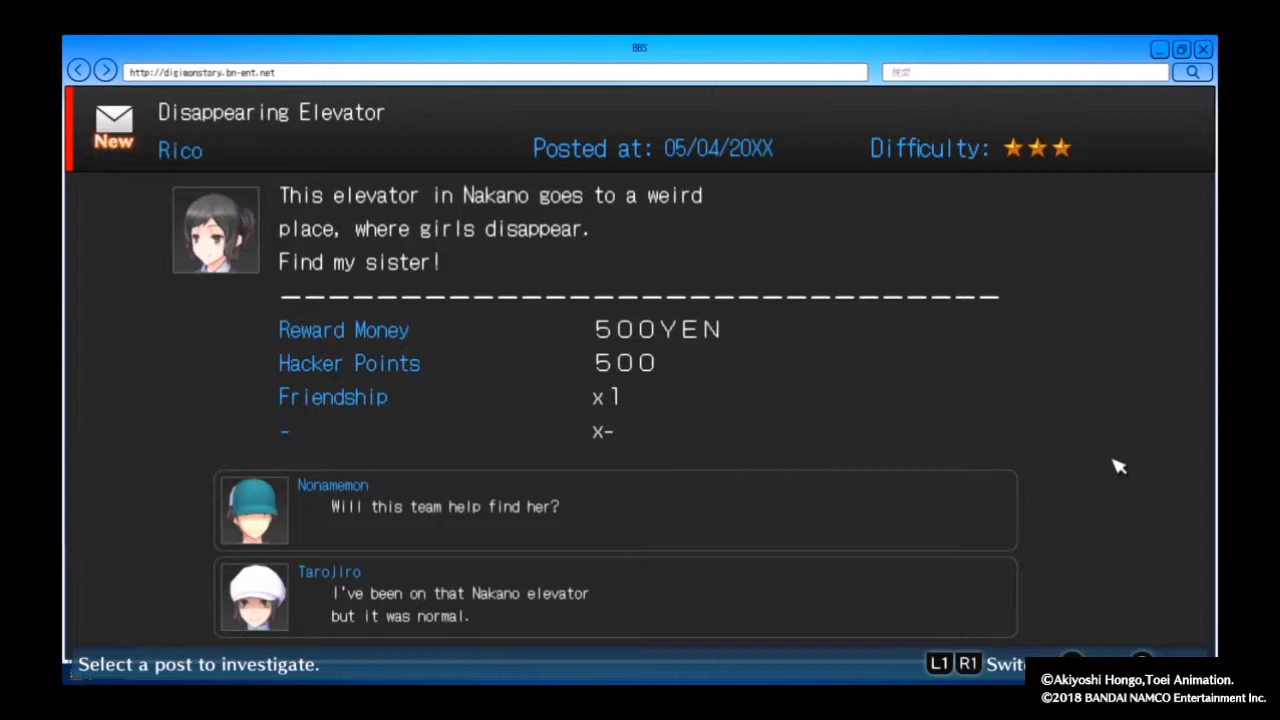 BBS
http://digimonstory.bn-ent.net
検索
Disappearing Elevator
New
Rico
Posted at: 05/04/20XX
Difficulty: ★★★
This elevator in Nakano goes to a weird
place, where girls disappear.
Find my sister!
Reward Money 500YEN
Hacker Points 500
Friendship x1
- x-
Nonamemon
Will this team help find her?
Tarojiro
I've been on that Nakano elevator
but it was normal.
Select a post to investigate.
L1 R1
©Akiyoshi Hongo,Toei Animation.
©2018 BANDAI NAMCO Entertainment Inc.